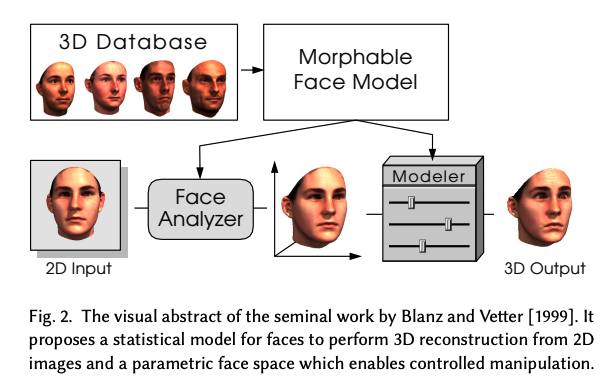 3D Database
Morphable
Face Model
Face
Analyzer
Modeler
2D Input
3D Output
Fig. 2. The visual abstract of the seminal work by Blanz and Vetter [1999]. It
proposes a statistical model for faces to perform 3D reconstruction from 2D
images and a parametric face space which enables controlled manipulation.